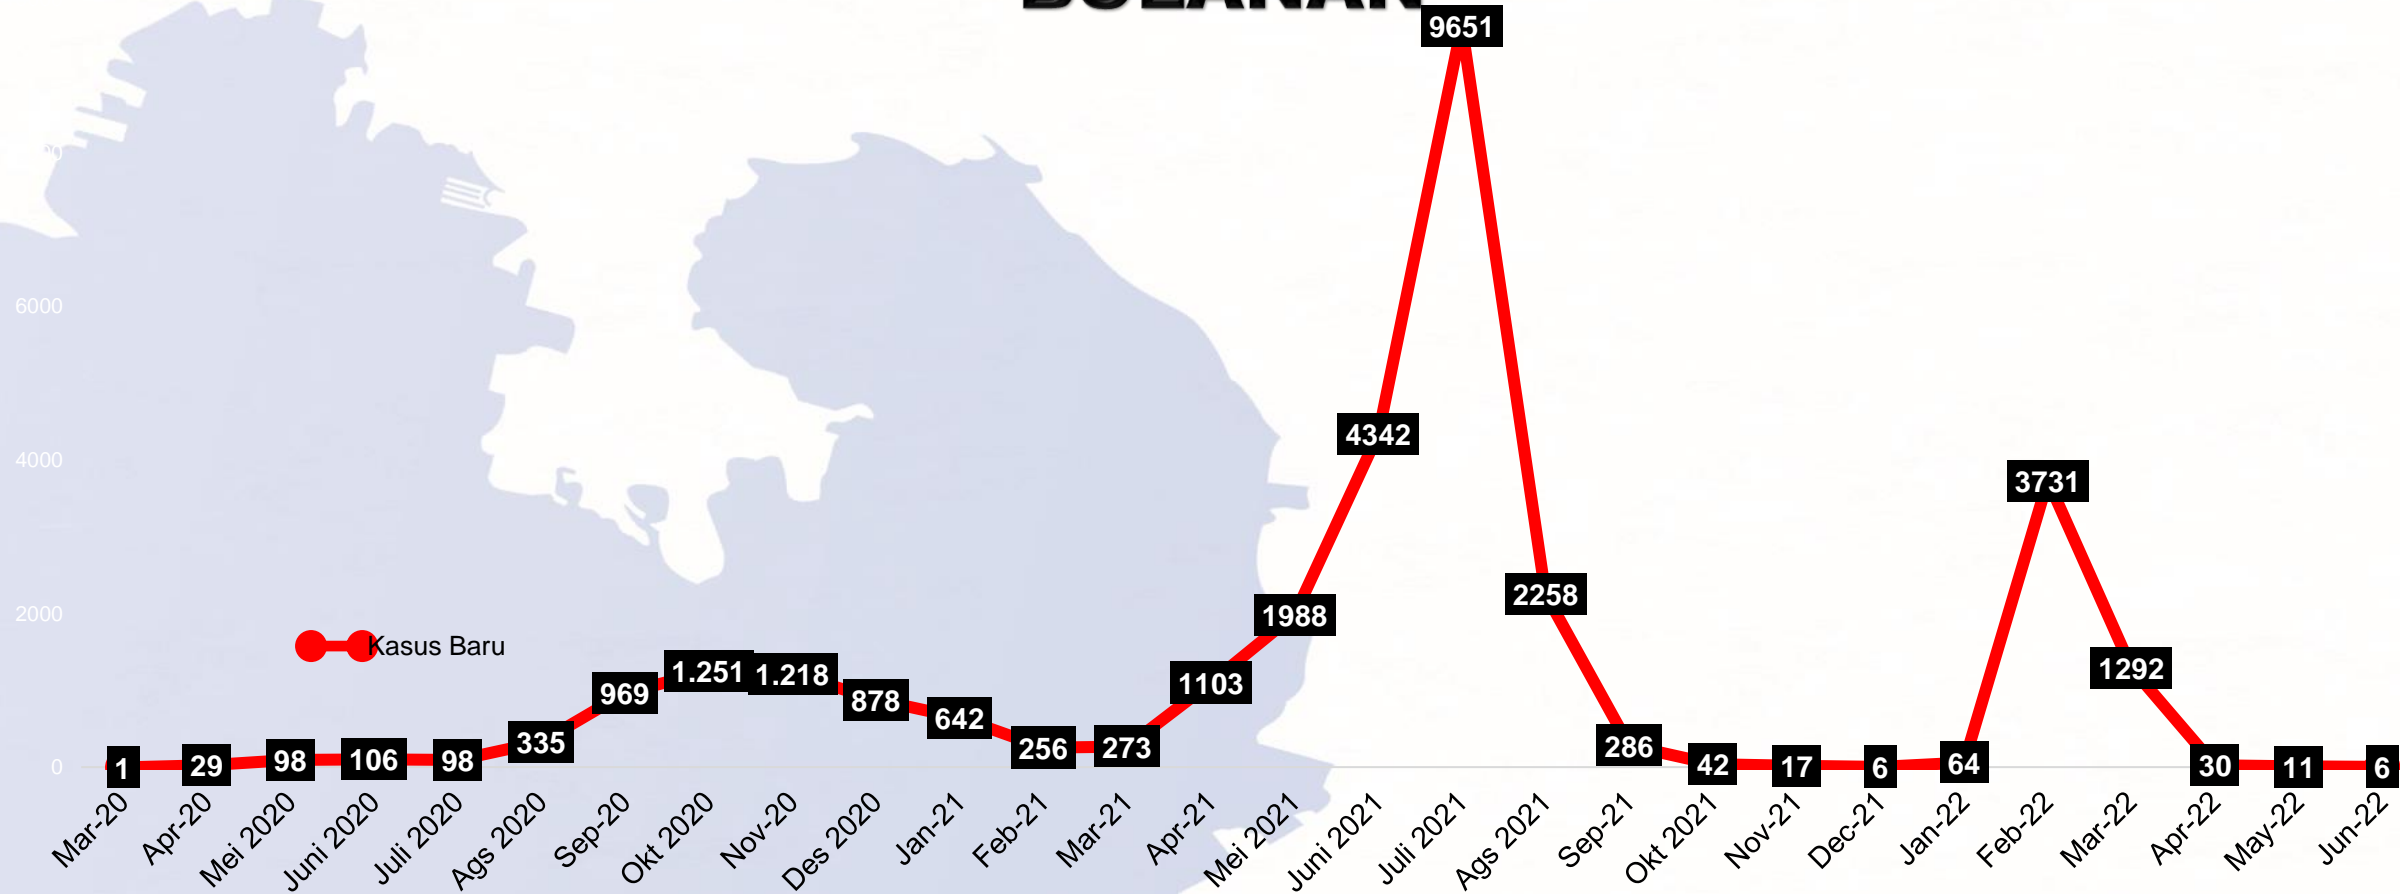 9651
6000
4000
2000
0
Kasus Baru
1
29
98
106
98
335
969
1.251
1.218
878
642
256
273
1103
1988
4342
2258
286
42
17
6
64
3731
1292
30
11
6
Mar-20
Apr-20
Mei 2020
Juni 2020
Juli 2020
Ags 2020
Sep-20
Okt 2020
Nov-20
Des 2020
Jan-21
Feb-21
Mar-21
Apr-21
Mei 2021
Juni 2021
Juli 2021
Ags 2021
Sep-21
Okt 2021
Nov-21
Dec-21
Jan-22
Feb-22
Mar-22
Apr-22
May-22
Jun-22